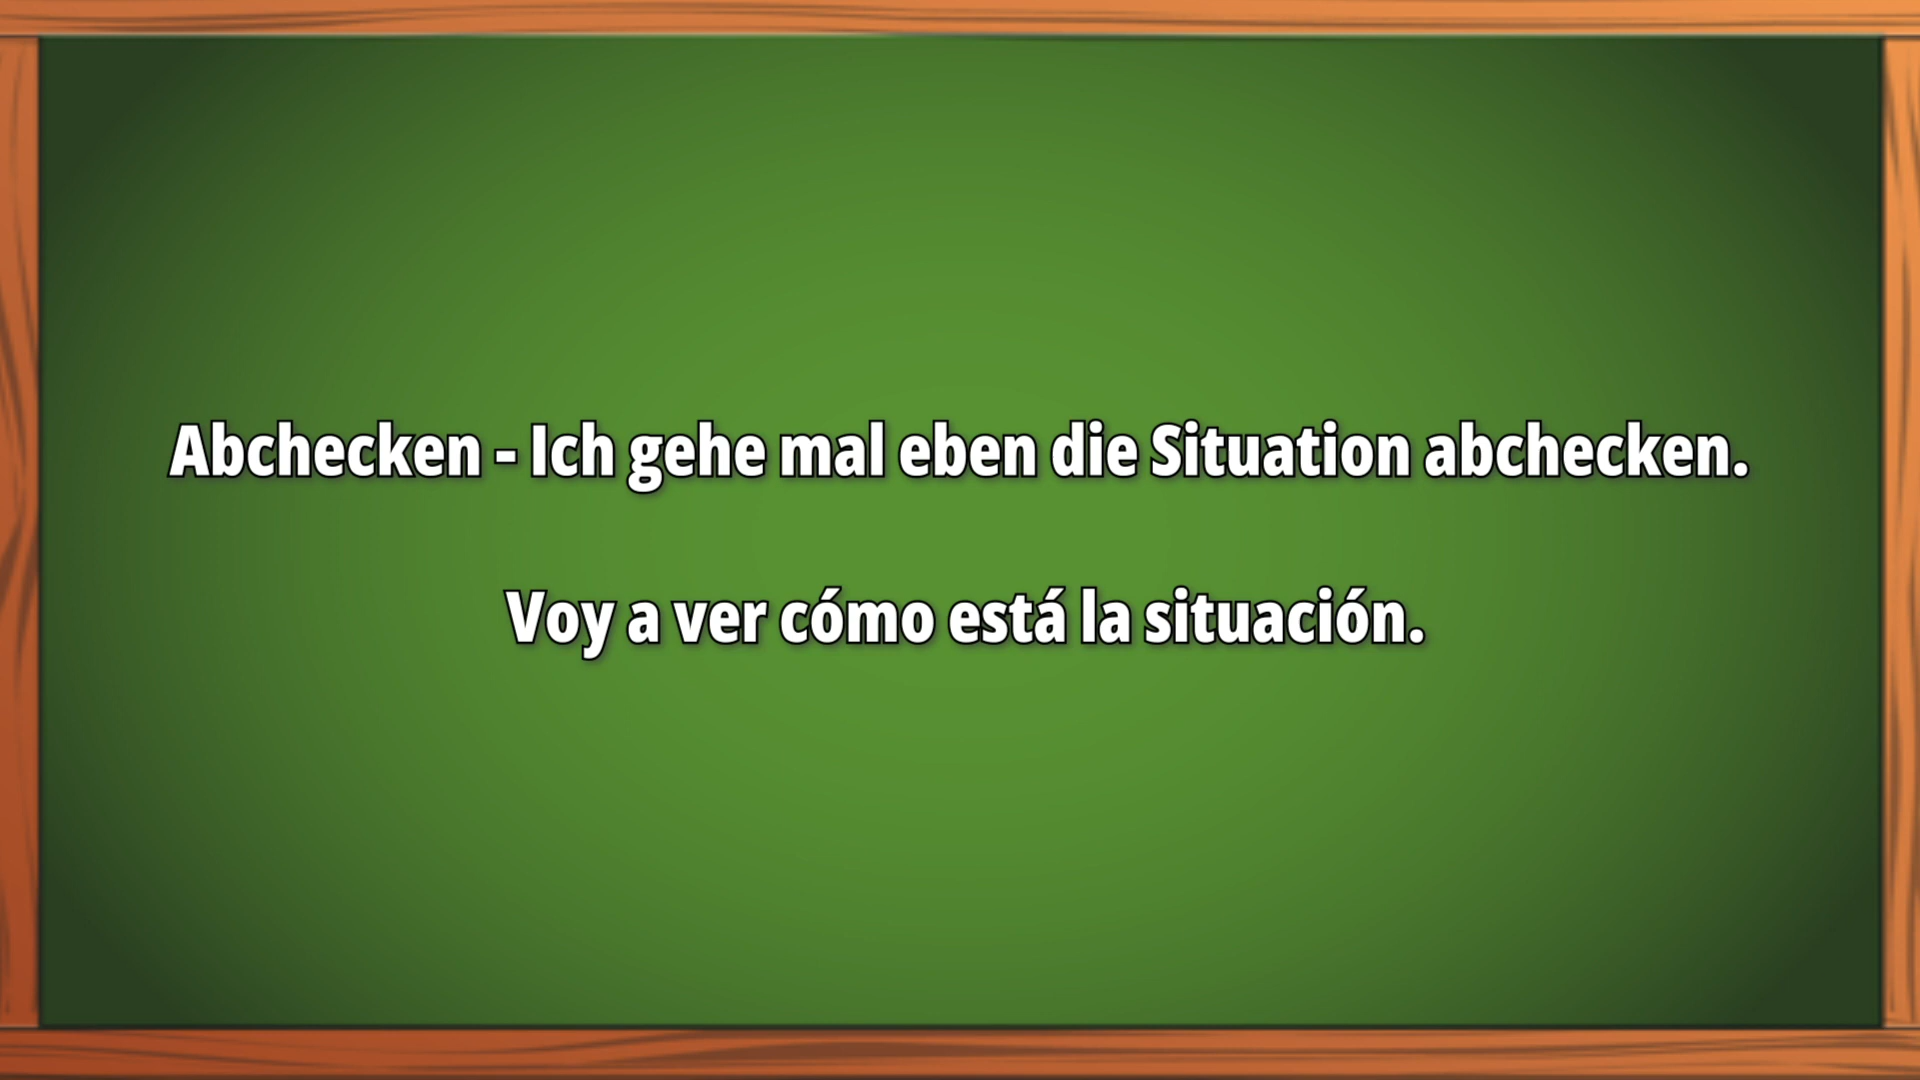 Abchecken - Ich gehe mal eben die Situation abchecken.
Voy a ver cómo está la situación.